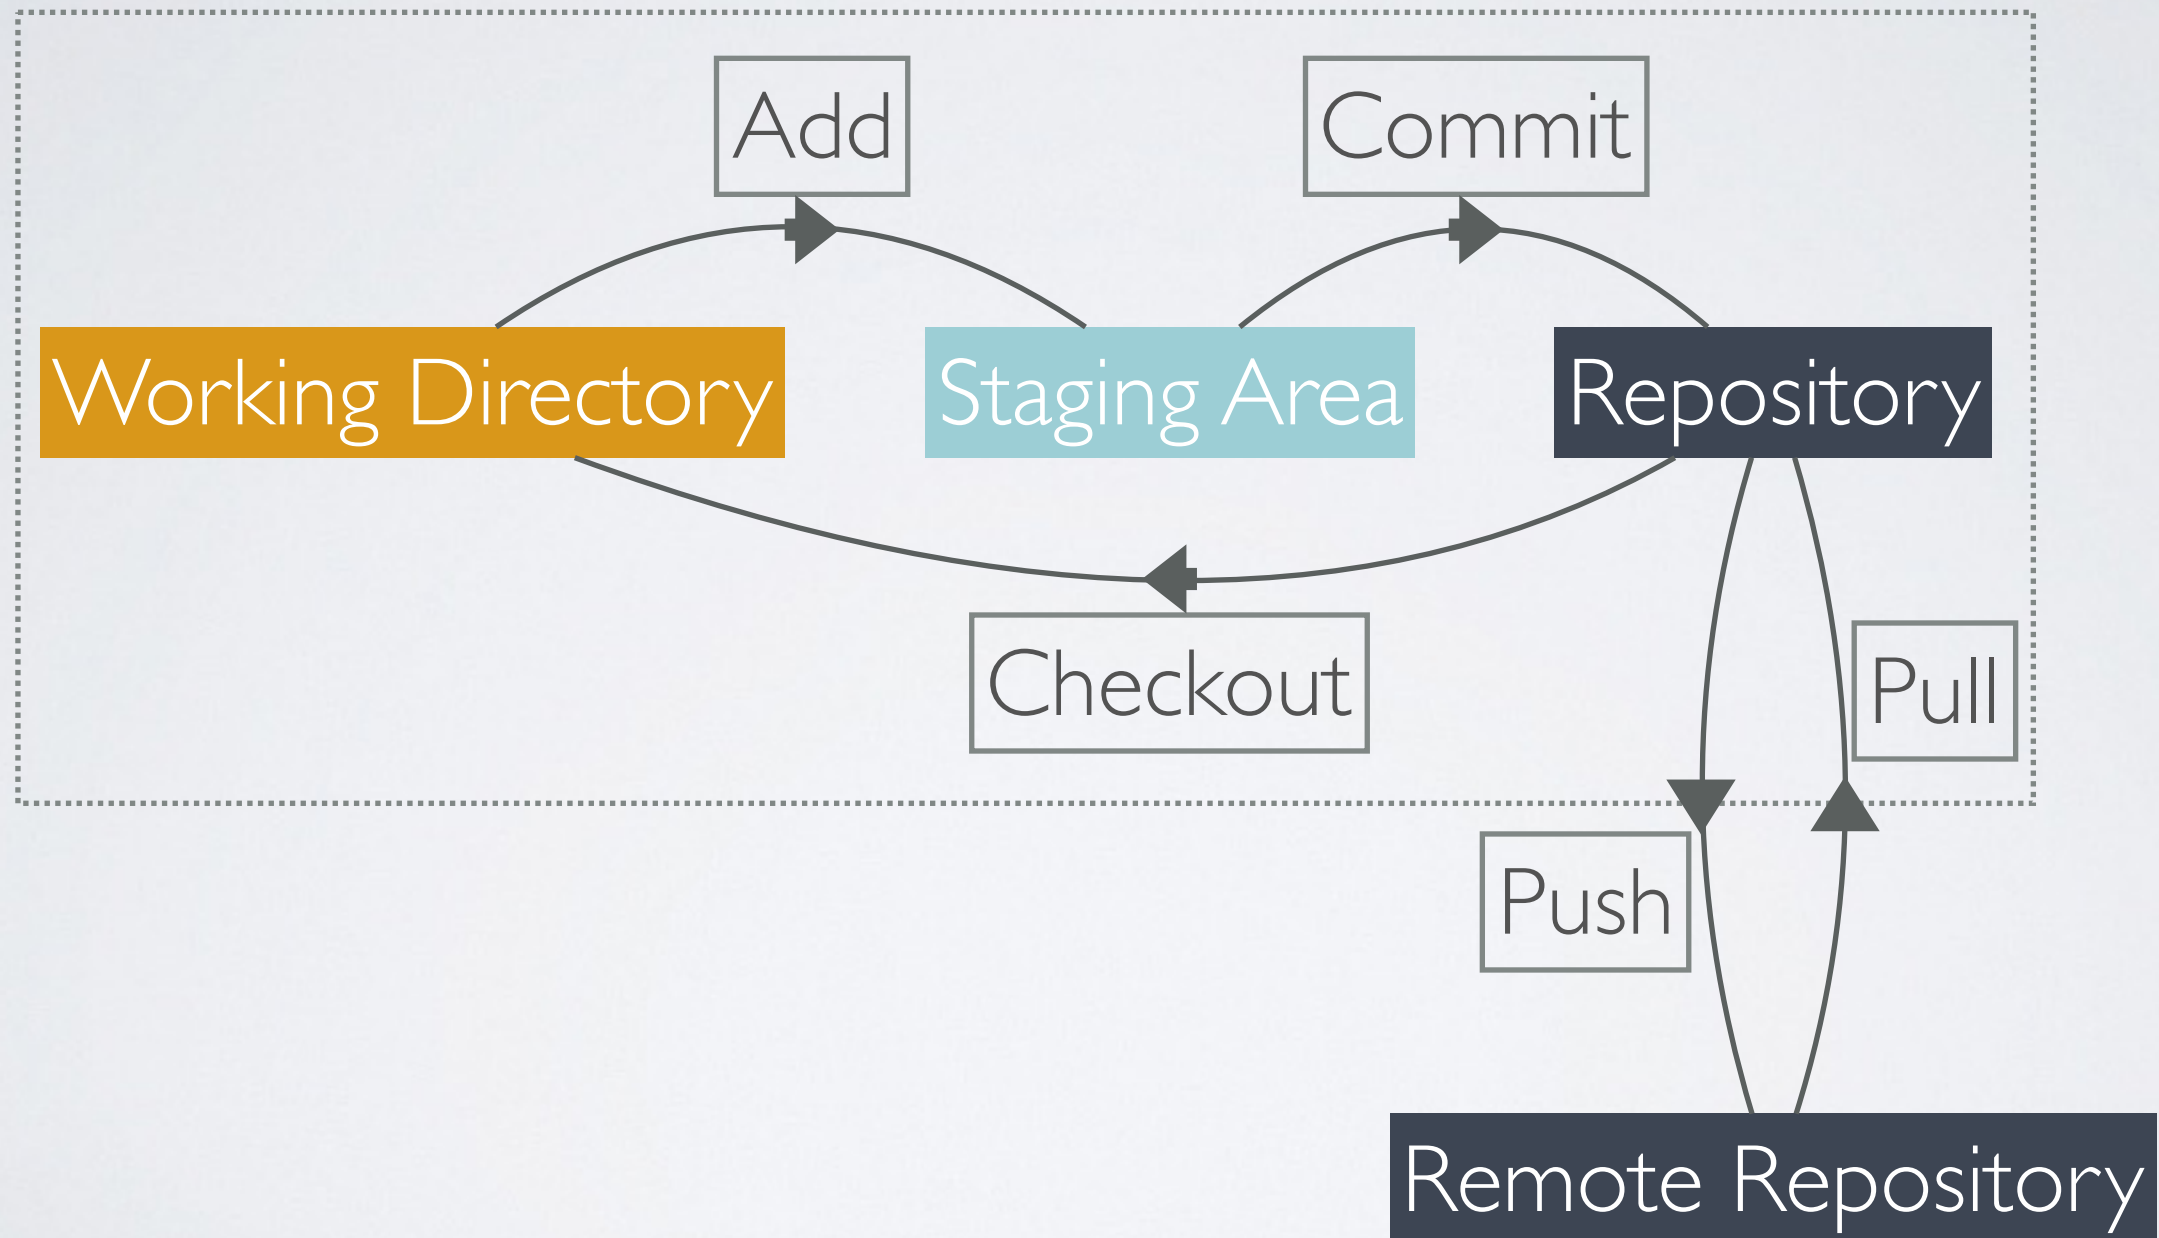 Add
Commit
Working Directory
Staging Area
Repository
Checkout
Pull
Push
Remote Repository